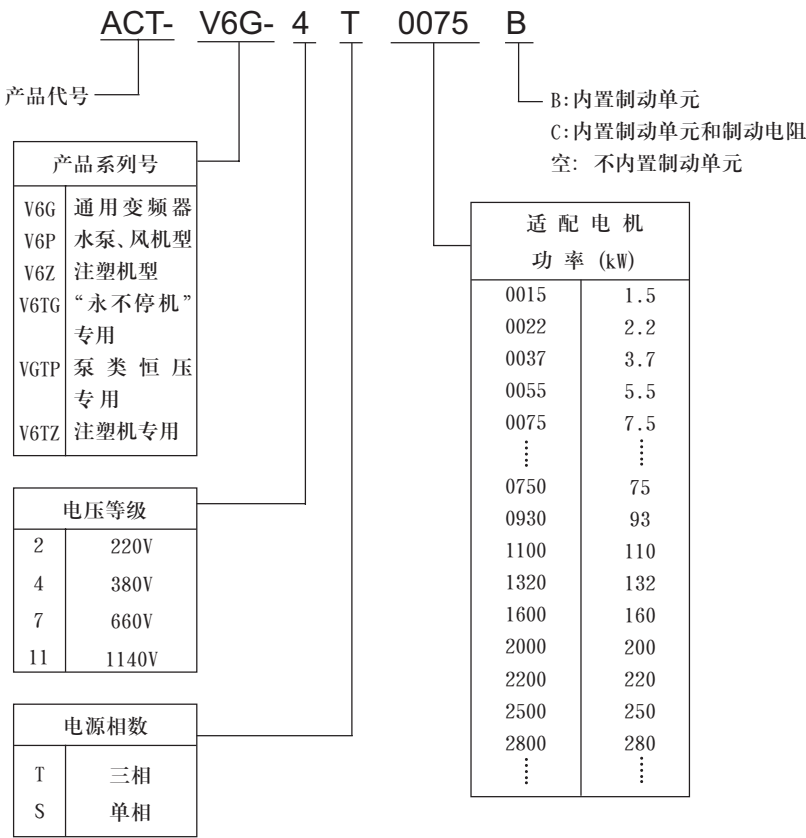 ACT- V6G- 4 T 0075 B
产品代号
B:内置制动单元
C:内置制动单元和制动电阻
空: 不内置制动单元
产品系列号
V6G 通用变频器
V6P 水泵、风机型
V6Z 注塑机型
V6TG “永不停机”
专用
VGTP 泵类恒压
专用
V6TZ 注塑机专用
电压等级
2 220V
4 380V
7 660V
11 1140V
电源相数
T 三相
S 单相
适配电机
功率 (kW)
0015 1.5
0022 2.2
0037 3.7
0055 5.5
0075 7.5
0750 75
0930 93
1100 110
1320 132
1600 160
2000 200
2200 220
2500 250
2800 280